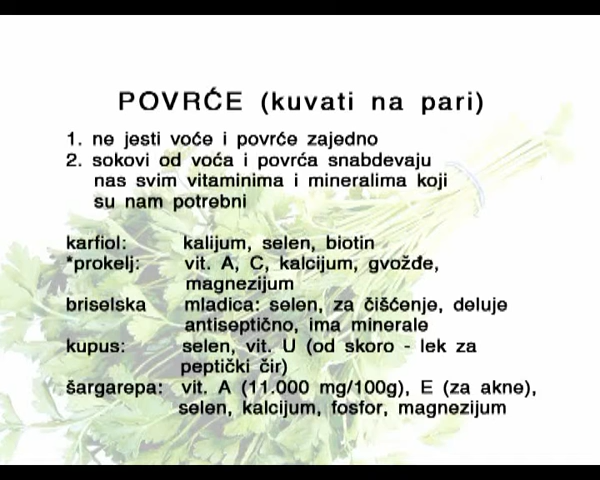 POVRĆE (kuvati na pari)
1. ne jesti voće i povrće zajedno
2. sokovi od voća i povrća snabdevaju
nas svim vitaminima i mineralima koji
su nam potrebni
karfiol: kalijum, selen, biotin
*prokelj: vit. A, C, kalcijum, gvožđe,
magnezijum
briselska mladica: selen, za čišćenje, deluje
antiseptično, ima minerale
kupus: selen, vit. U (od skoro - lek za
peptički čir)
šargarepa: vit. A (11.000 mg/100g), E (za akne),
selen, kalcijum, fosfor, magnezijum